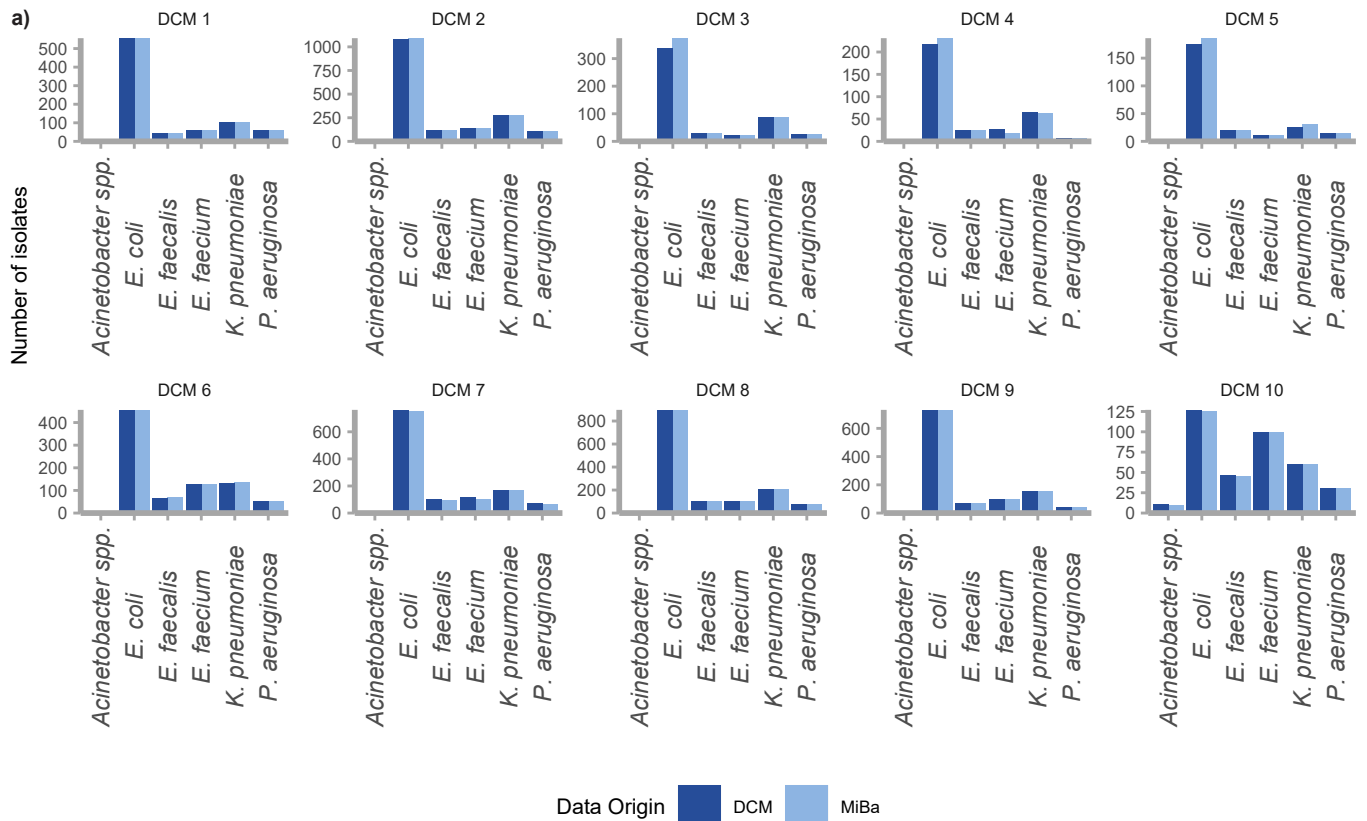 a)
DCM 1
DCM 2
DCM 3
DCM 4
DCM 5
500
400
300
200
100
0
1000
750
500
250
0
300
200
100
0
200
150
100
50
0
150
100
50
0
Acinetobacter spp.
E. coli
E. faecalis
E. faecium
K. pneumoniae
P. aeruginosa
Acinetobacter spp.
E. coli
E. faecalis
E. faecium
K. pneumoniae
P. aeruginosa
Acinetobacter spp.
E. coli
E. faecalis
E. faecium
K. pneumoniae
P. aeruginosa
Acinetobacter spp.
E. coli
E. faecalis
E. faecium
K. pneumoniae
P. aeruginosa
Acinetobacter spp.
E. coli
E. faecalis
E. faecium
K. pneumoniae
P. aeruginosa
Number of isolates
DCM 6
DCM 7
DCM 8
DCM 9
DCM 10
400
300
200
100
0
600
400
200
0
800
600
400
200
0
600
400
200
0
125
100
75
50
25
0
Acinetobacter spp.
E. coli
E. faecalis
E. faecium
K. pneumoniae
P. aeruginosa
Acinetobacter spp.
E. coli
E. faecalis
E. faecium
K. pneumoniae
P. aeruginosa
Acinetobacter spp.
E. coli
E. faecalis
E. faecium
K. pneumoniae
P. aeruginosa
Acinetobacter spp.
E. coli
E. faecalis
E. faecium
K. pneumoniae
P. aeruginosa
Acinetobacter spp.
E. coli
E. faecalis
E. faecium
K. pneumoniae
P. aeruginosa
Data Origin DCM MiBa